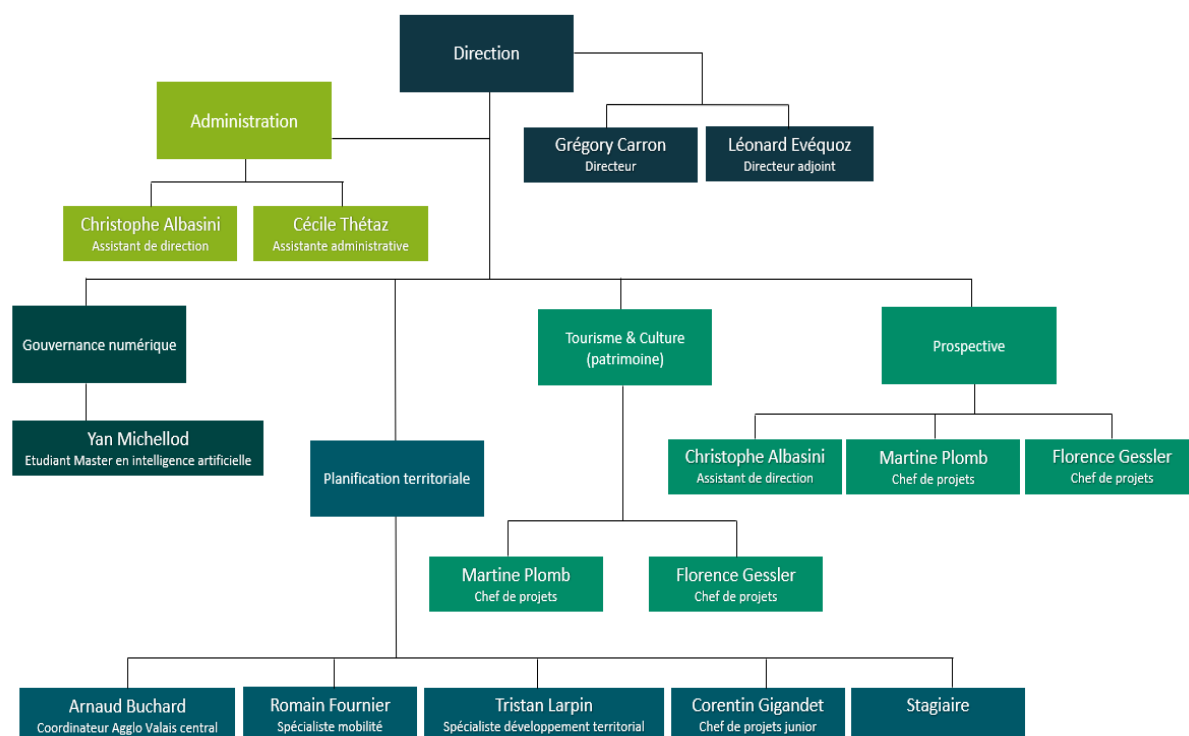 Direction
Administration
Grégory Carron
Directeur
Léonard Evéquoz
Directeur adjoint
Christophe Albasini
Assistant de direction
Cécile Thétaz
Assistante administrative
Gouvernance numérique
Tourisme & Culture
(patrimoine)
Prospective
Yan Michellod
Etudiant Master en intelligence artificielle
Planification territoriale
Christophe Albasini
Assistant de direction
Martine Plomb
Chef de projets
Florence Gessler
Chef de projets
Martine Plomb
Chef de projets
Florence Gessler
Chef de projets
Arnaud Buchard
Coordinateur Agglo Valais central
Romain Fournier
Spécialiste mobilité
Tristan Larpin
Spécialiste développement territorial
Corentin Gigandet
Chef de projets junior
Stagiaire